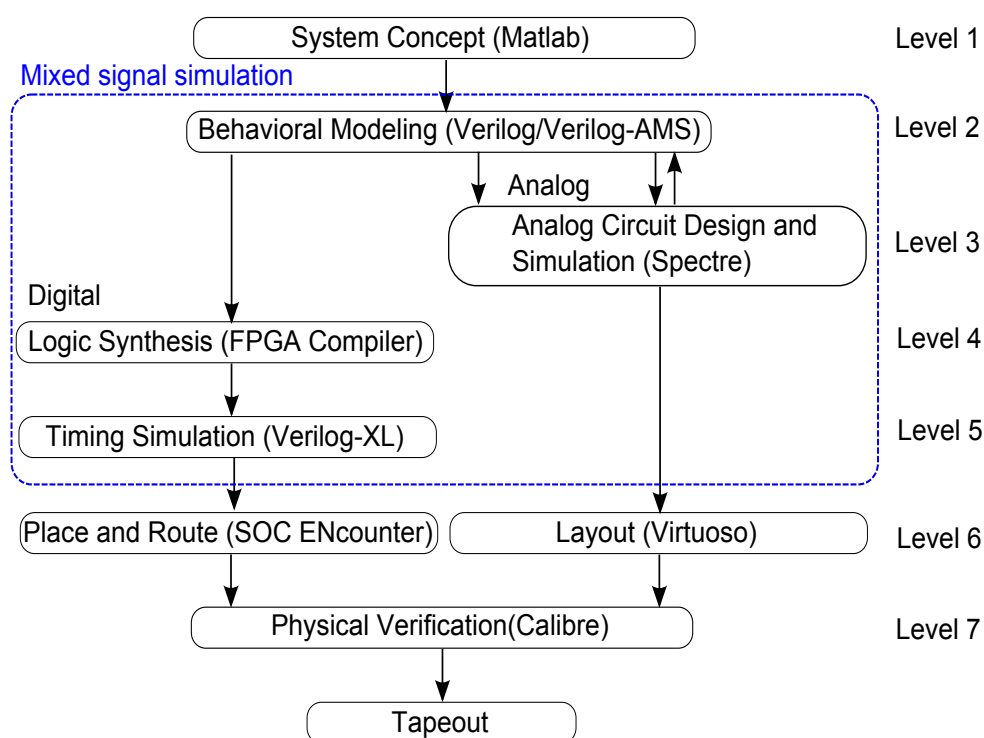 System Concept (Matlab)
Level 1
Mixed signal simulation
Behavioral Modeling (Verilog/Verilog-AMS)
Level 2
Analog
Analog Circuit Design and
Simulation (Spectre)
Level 3
Digital
Logic Synthesis (FPGA Compiler)
Level 4
Timing Simulation (Verilog-XL)
Level 5
Place and Route (SOC ENcounter)
Layout (Virtuoso)
Level 6
Physical Verification(Calibre)
Level 7
Tapeout